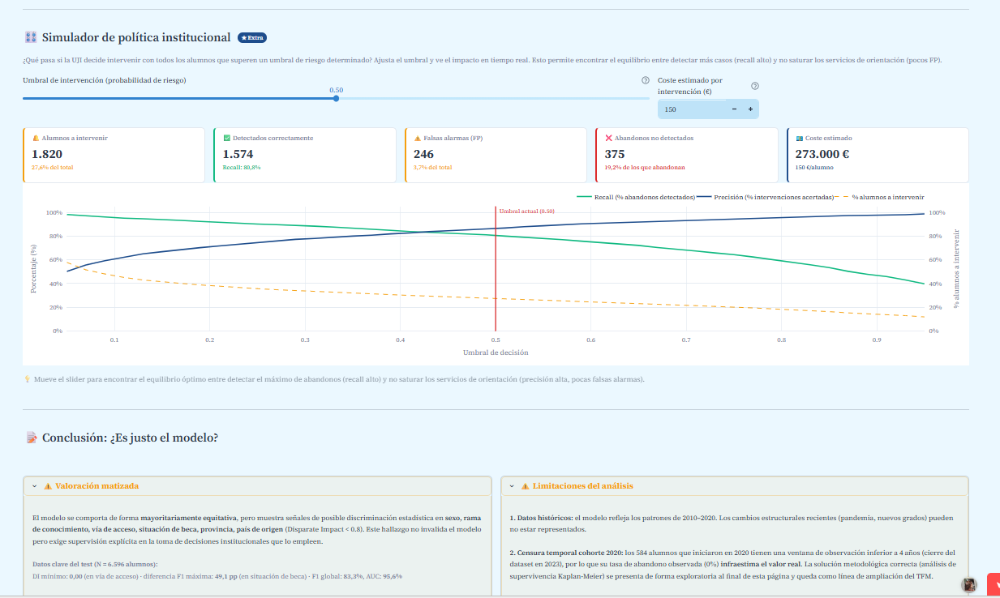 Simulador de política institucional ★ Extra
¿Qué pasa si la UJI decide intervenir con todos los alumnos que superen un umbral de riesgo determinado? Ajusta el umbral y ve el impacto en tiempo real. Esto permite encontrar el equilibrio entre detectar más casos (recall alto) y no saturar los servicios de orientación (pocos FP).
Umbral de intervención (probabilidad de riesgo)
0.50
Coste estimado por
intervención (€)
150 − +
Alumnos a intervenir
1.820
27,6% del total
Detectados correctamente
1.574
Recall: 80,8%
Falsas alarmas (FP)
246
3,7% del total
Abandonos no detectados
375
19,2% de los que abandonan
Coste estimado
273.000 €
150 €/alumno
Recall (% abandonos detectados) Precisión (% intervenciones acertadas) % alumnos a intervenir
Umbral actual (0.50)
Porcentaje (%)
100%
80%
60%
40%
20%
0%
100%
80%
60%
40%
20%
0%
% alumnos a intervenir
0.1 0.2 0.3 0.4 0.5 0.6 0.7 0.8 0.9
Umbral de decisión
Mueve el slider para encontrar el equilibrio óptimo entre detectar el máximo de abandonos (recall alto) y no saturar los servicios de orientación (precisión alta, pocas falsas alarmas).
Conclusión: ¿Es justo el modelo?
Valoración matizada
El modelo se comporta de forma mayoritariamente equitativa, pero muestra señales de posible discriminación estadística en sexo, rama
de conocimiento, vía de acceso, situación de beca, provincia, país de origen (Disparate Impact < 0.8). Este hallazgo no invalida el modelo
pero exige supervisión explícita en la toma de decisiones institucionales que lo empleen.
Datos clave del test (N = 6.596 alumnos):
DI mínimo: 0,00 (en vía de acceso) · diferencia F1 máxima: 49,1 pp (en situación de beca) · F1 global: 83,3%, AUC: 95,6%
Limitaciones del análisis
1. Datos históricos: el modelo refleja los patrones de 2010–2020. Los cambios estructurales recientes (pandemia, nuevos grados) pueden
no estar representados.
2. Censura temporal cohorte 2020: los 584 alumnos que iniciaron en 2020 tienen una ventana de observación inferior a 4 años (cierre del
dataset en 2023), por lo que su tasa de abandono observada (0%) infraestima el valor real. La solución metodológica correcta (análisis de
supervivencia Kaplan-Meier) se presenta de forma exploratoria al final de esta página y queda como línea de ampliación del TFM.